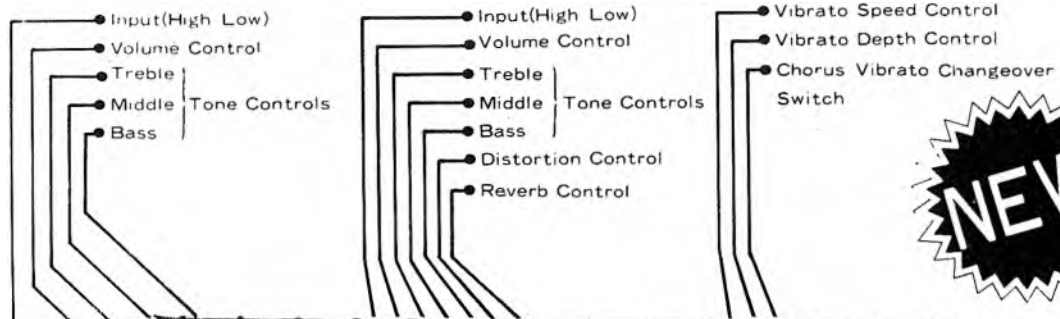 Input(High Low)
Volume Control
Treble
Middle
Bass
Tone Controls
Input(High Low)
Volume Control
Treble
Middle
Bass
Tone Controls
Distortion Control
Reverb Control
Vibrato Speed Control
Vibrato Depth Control
Chorus Vibrato Changeover
Switch